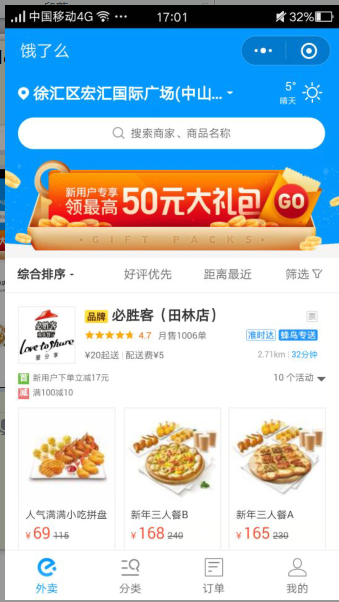 中国移动4G
17:01
32%
饿了么
徐汇区宏汇国际广场(中山...
5°
晴天
搜索商家、商品名称
新用户专享
领最高50元大礼包
GO
GIFT PACKS
综合排序
好评优先
距离最近
筛选
品牌 必胜客（田林店）
票
4.7 月售1006单
准时达 蜂鸟专送
¥20起送 | 配送费¥5
2.71km | 32分钟
首 新用户下单立减17元
10 个活动
减 满100减10
必胜客
Love to Share
爱分享
人气满满小吃拼盘
¥69 115
新年三人餐B
¥168 240
新年三人餐A
¥165 230
外卖
分类
订单
我的